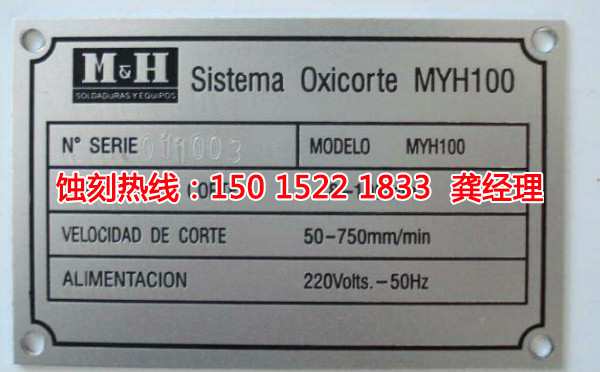 M&H
SOLDADURAS Y EQUIPOS
Sistema Oxicorte MYH100
N° SERIE 011003
MODELO MYH100
蚀刻热线：150 1522 1833 龚经理
VELOCIDAD DE CORTE 50-750mm/min
ALIMENTACION 220Volts.-50Hz